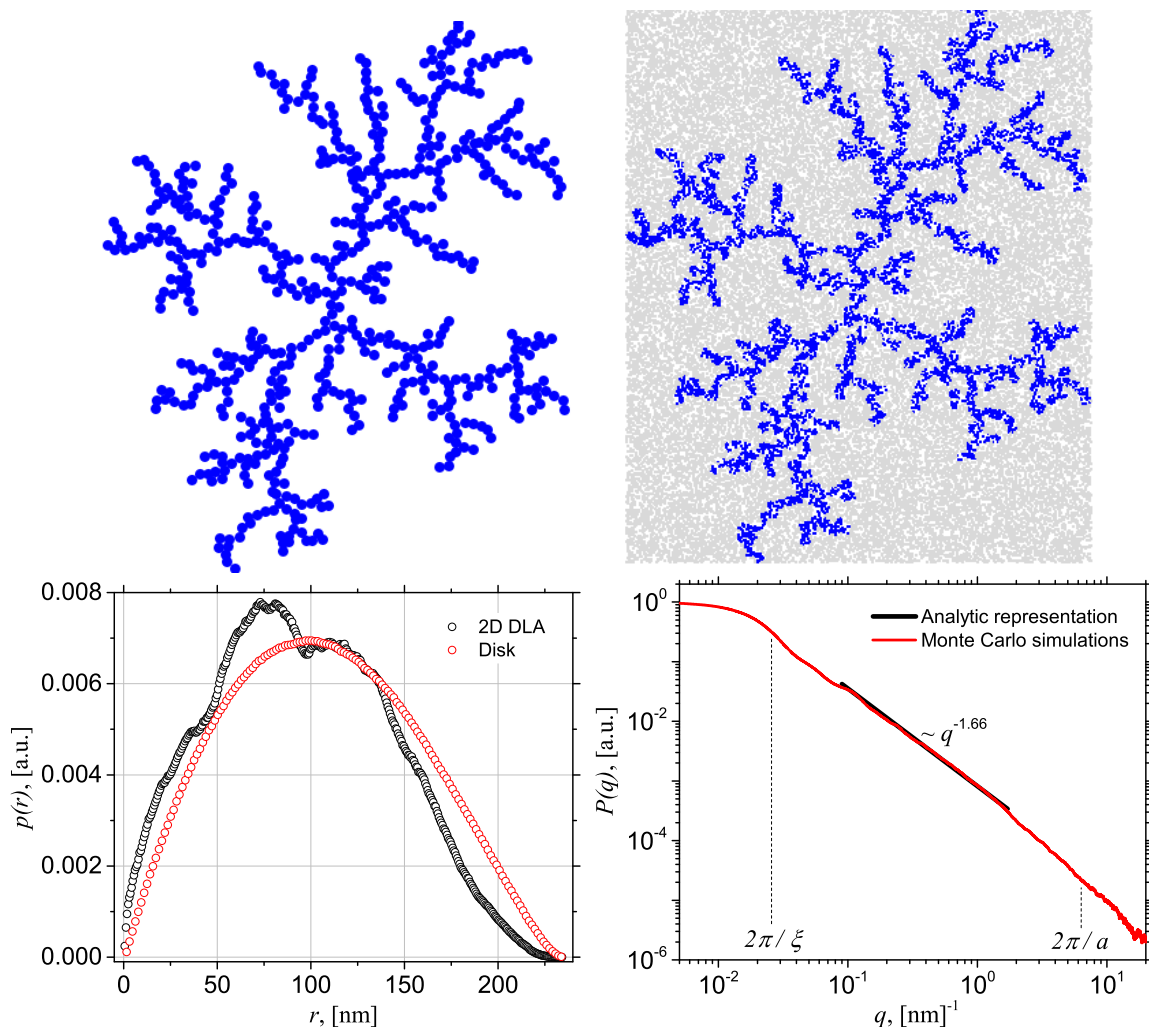 0.008
0.006
0.004
0.002
0.000
p(r), [a.u.]
2D DLA
Disk
0 50 100 150 200
r, [nm]
10^0
10^-2
10^-4
10^-6
P(q), [a.u.]
Analytic representation
Monte Carlo simulations
~ q^-1.66
2π/ξ
2π/a
10^-2 10^-1 10^0 10^1
q, [nm]^-1